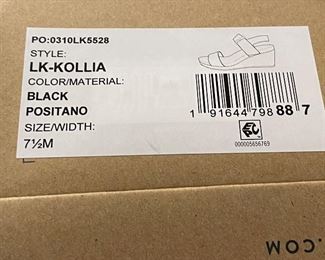 PO:0310LK5528
STYLE:
LK-KOLLIA
COLOR/MATERIAL:
BLACK
POSITANO
SIZE/WIDTH:
7½M
1 91644 79888 7
000005656769
.COM